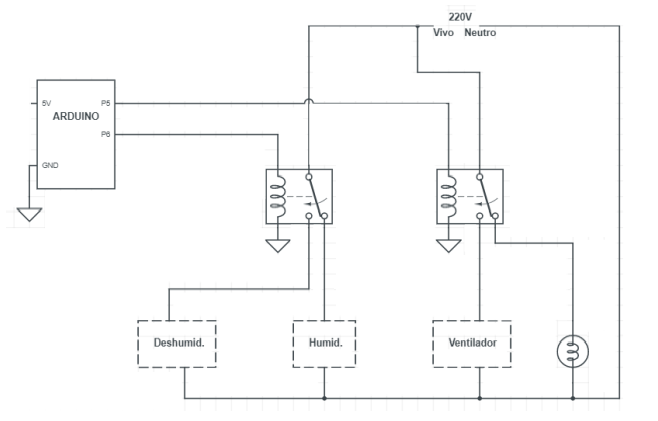 220V
Vivo Neutro
5V
P5
ARDUINO
P6
GND
Deshumid.
Humid.
Ventilador